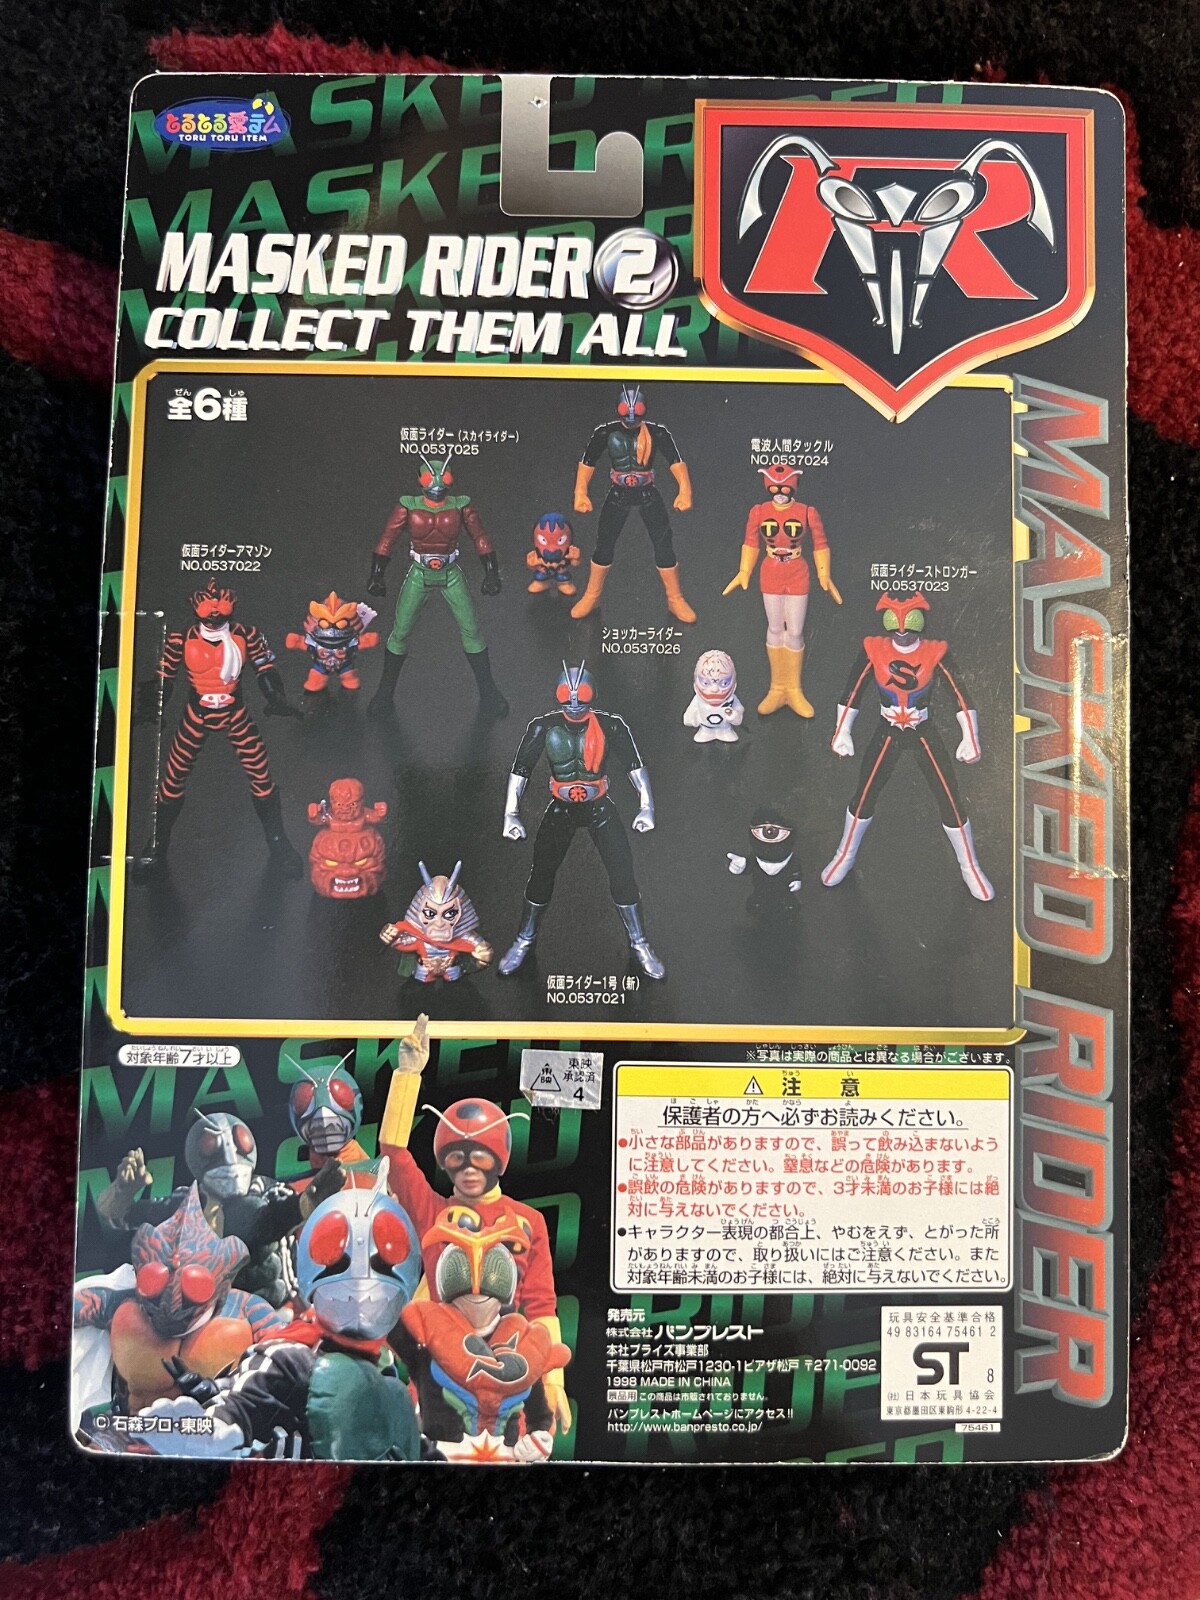 とるとる愛テム
TORU TORU ITEM
MASKED RIDER 2
COLLECT THEM ALL
全6種
仮面ライダー(スカイライダー)
NO.0537025
電波人間タックル
NO.0537024
仮面ライダーアマゾン
NO.0537022
仮面ライダーストロンガー
NO.0537023
ショッカーライダー
NO.0537026
仮面ライダー1号(新)
NO.0537021
MASKED RIDER
対象年齢7才以上
※写真は実際の商品とは異なる場合がございます。
東映
承認済
4
⚠注意
保護者の方へ必ずお読みください。
●小さな部品がありますので、誤って飲み込まないよう
に注意してください。窒息などの危険があります。
●誤飲の危険がありますので、3才未満のお子様には絶
対に与えないでください。
●キャラクター表現の都合上、やむをえず、とがった所
がありますので、取り扱いにはご注意ください。また
対象年齢未満のお子様には、絶対に与えないでください。
発売元
株式会社バンプレスト
本社プライズ事業部
千葉県松戸市松戸1230-1ピアザ松戸 〒271-0092
1998 MADE IN CHINA
景品用 この商品は市販されておりません。
バンプレストホームページにアクセス!!
http://www.banpresto.co.jp/
玩具安全基準合格
49 83164 75461 2
ST 8
(社)日本玩具協会
東京都墨田区東駒形4-22-4
75461
©石森プロ・東映